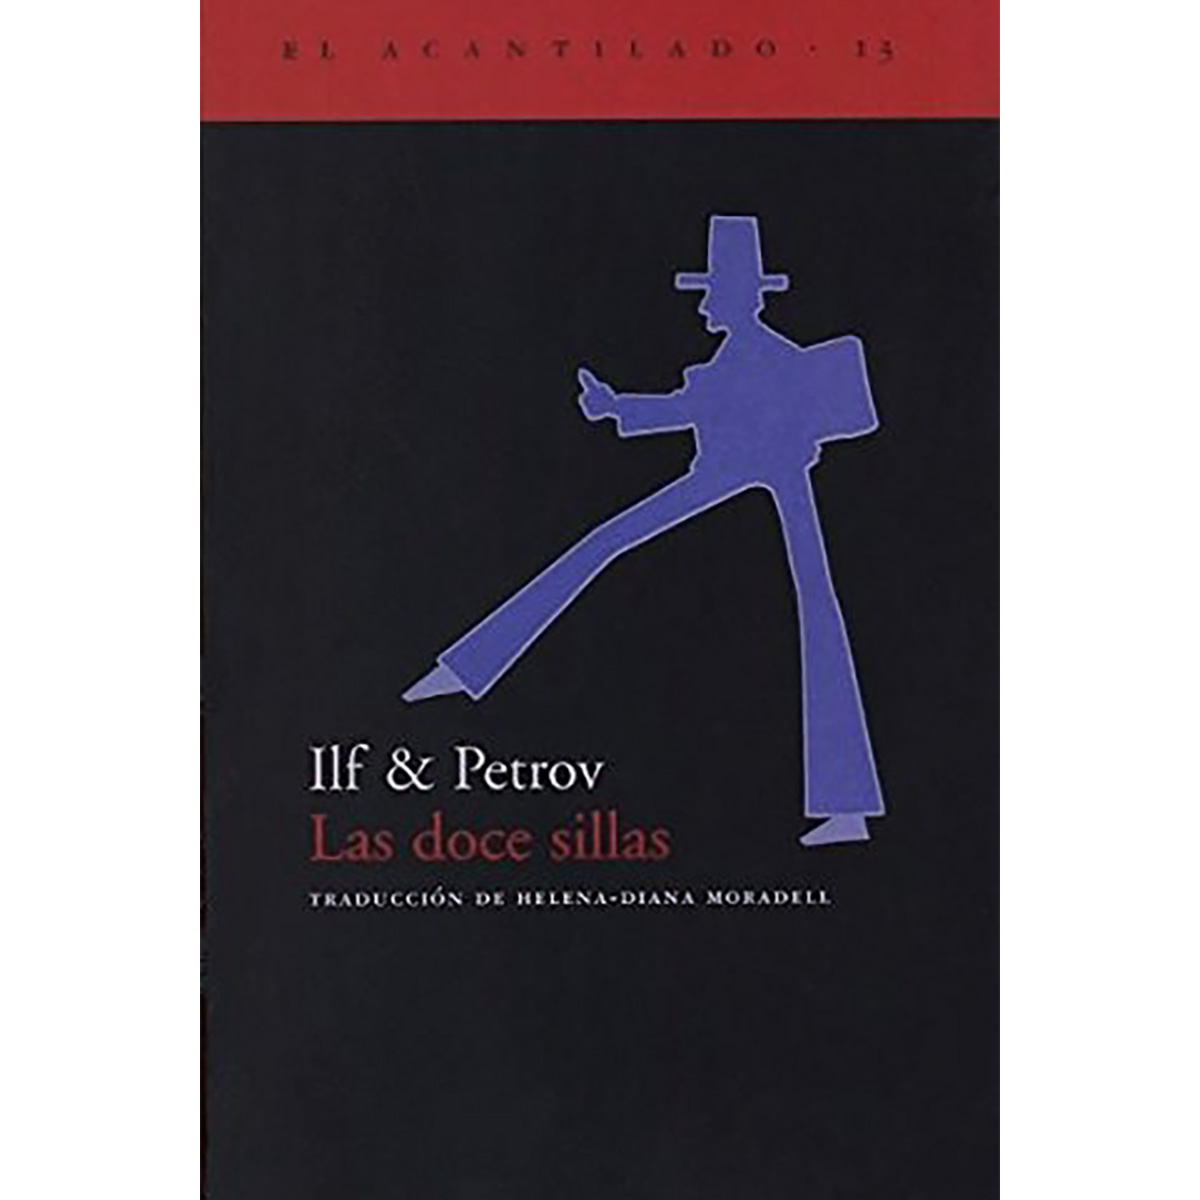 EL ACANTILADO · 13
Ilf & Petrov
Las doce sillas
TRADUCCIÓN DE HELENA-DIANA MORADELL